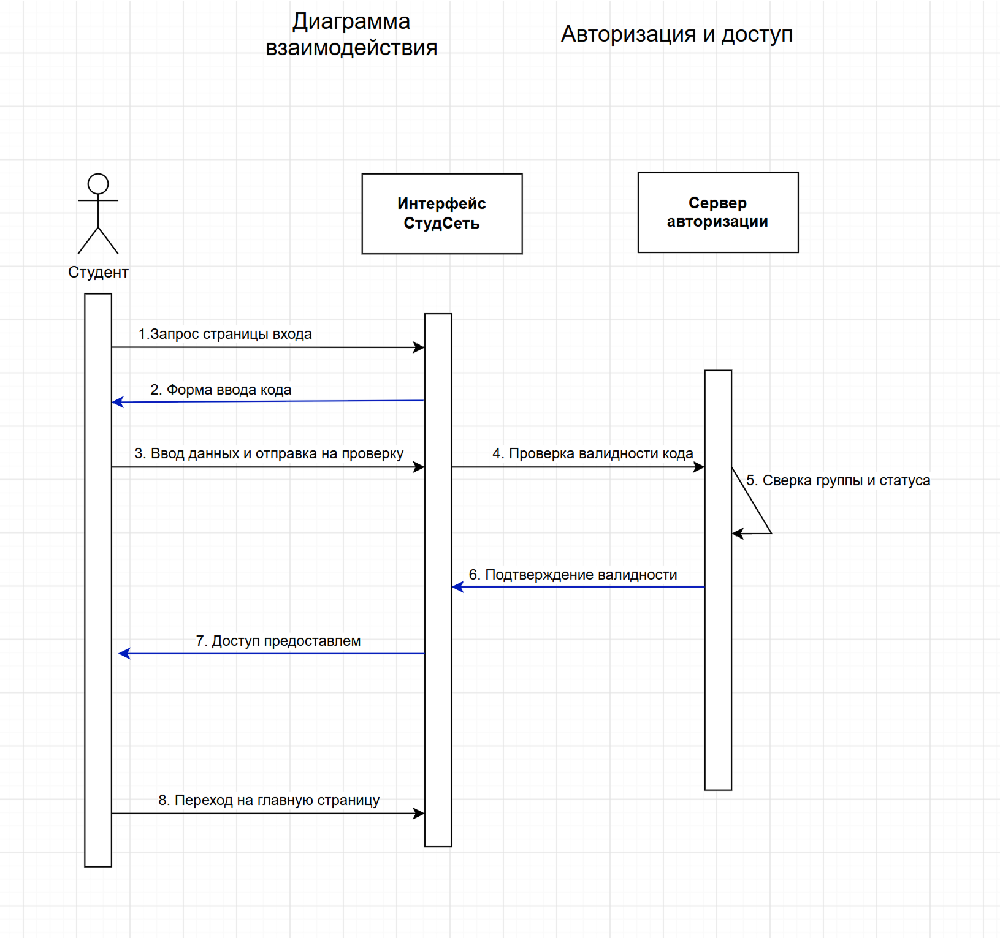 Диаграмма
взаимодействия
Авторизация и доступ
Интерфейс
СтудСеть
Сервер
авторизации
Студент
1.Запрос страницы входа
2. Форма ввода кода
3. Ввод данных и отправка на проверку
4. Проверка валидности кода
5. Сверка группы и статуса
6. Подтверждение валидности
7. Доступ предоставлем
8. Переход на главную страницу